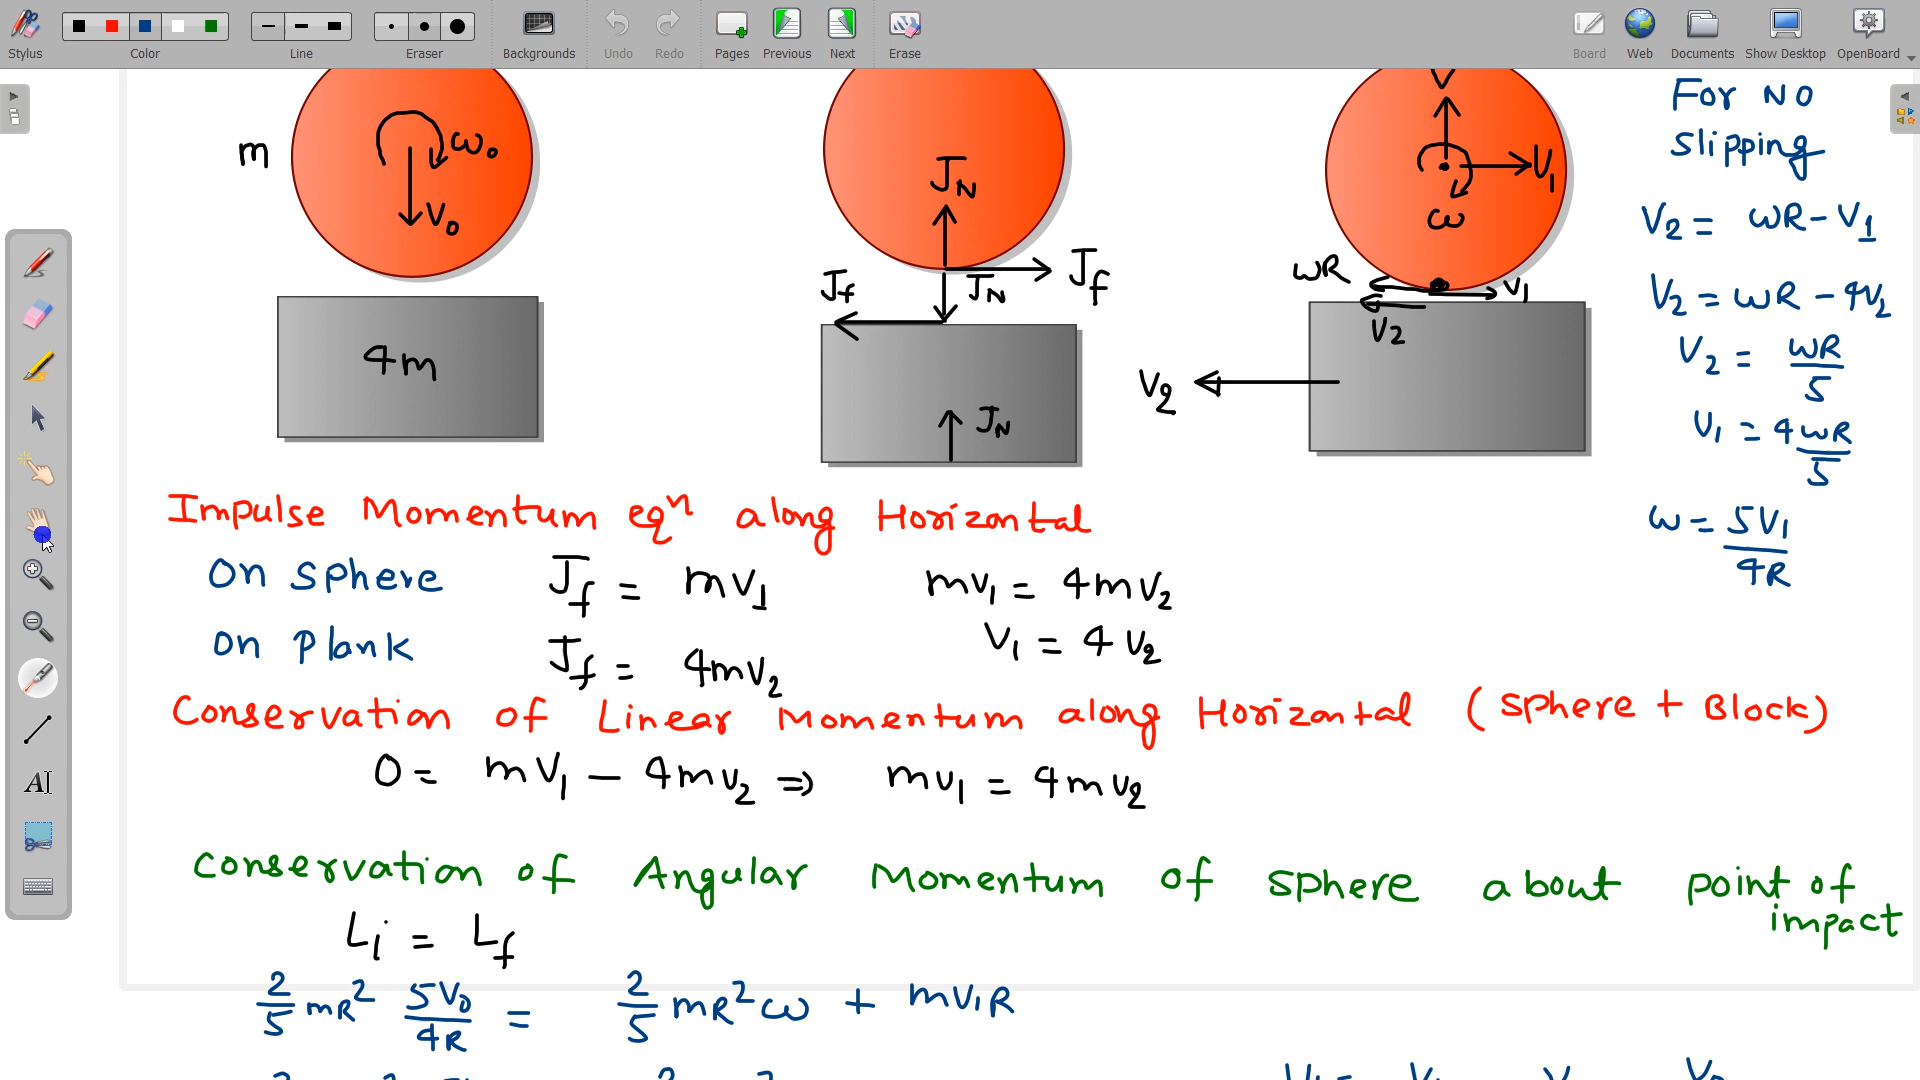 Stylus Color Line Eraser Backgrounds Undo Redo Pages Previous Next Erase Board Web Documents Show Desktop OpenBoard
m
ω₀
V₀
4m
J_N
J_f
J_f
J_N
J_N
V
V₁
ω
ωR
V₁
V₂
V₂
For NO
slipping
V₂ = ωR - V₁
V₂ = ωR - 4V₂
V₂ = ωR/5
V₁ = 4ωR/5
ω = 5V₁/4R
Impulse Momentum eqⁿ along Horizontal
On sphere J_f = mV₁ mV₁ = 4mV₂
on plank J_f = 4mV₂ V₁ = 4V₂
Conservation of Linear Momentum along Horizontal (sphere + Block)
0 = mV₁ - 4mV₂ ⇒ mV₁ = 4mV₂
Conservation of Angular Momentum of sphere about point of
impact
Li = L_f
2/5 mR² 5V₀/4R = 2/5 mR²ω + mV₁R